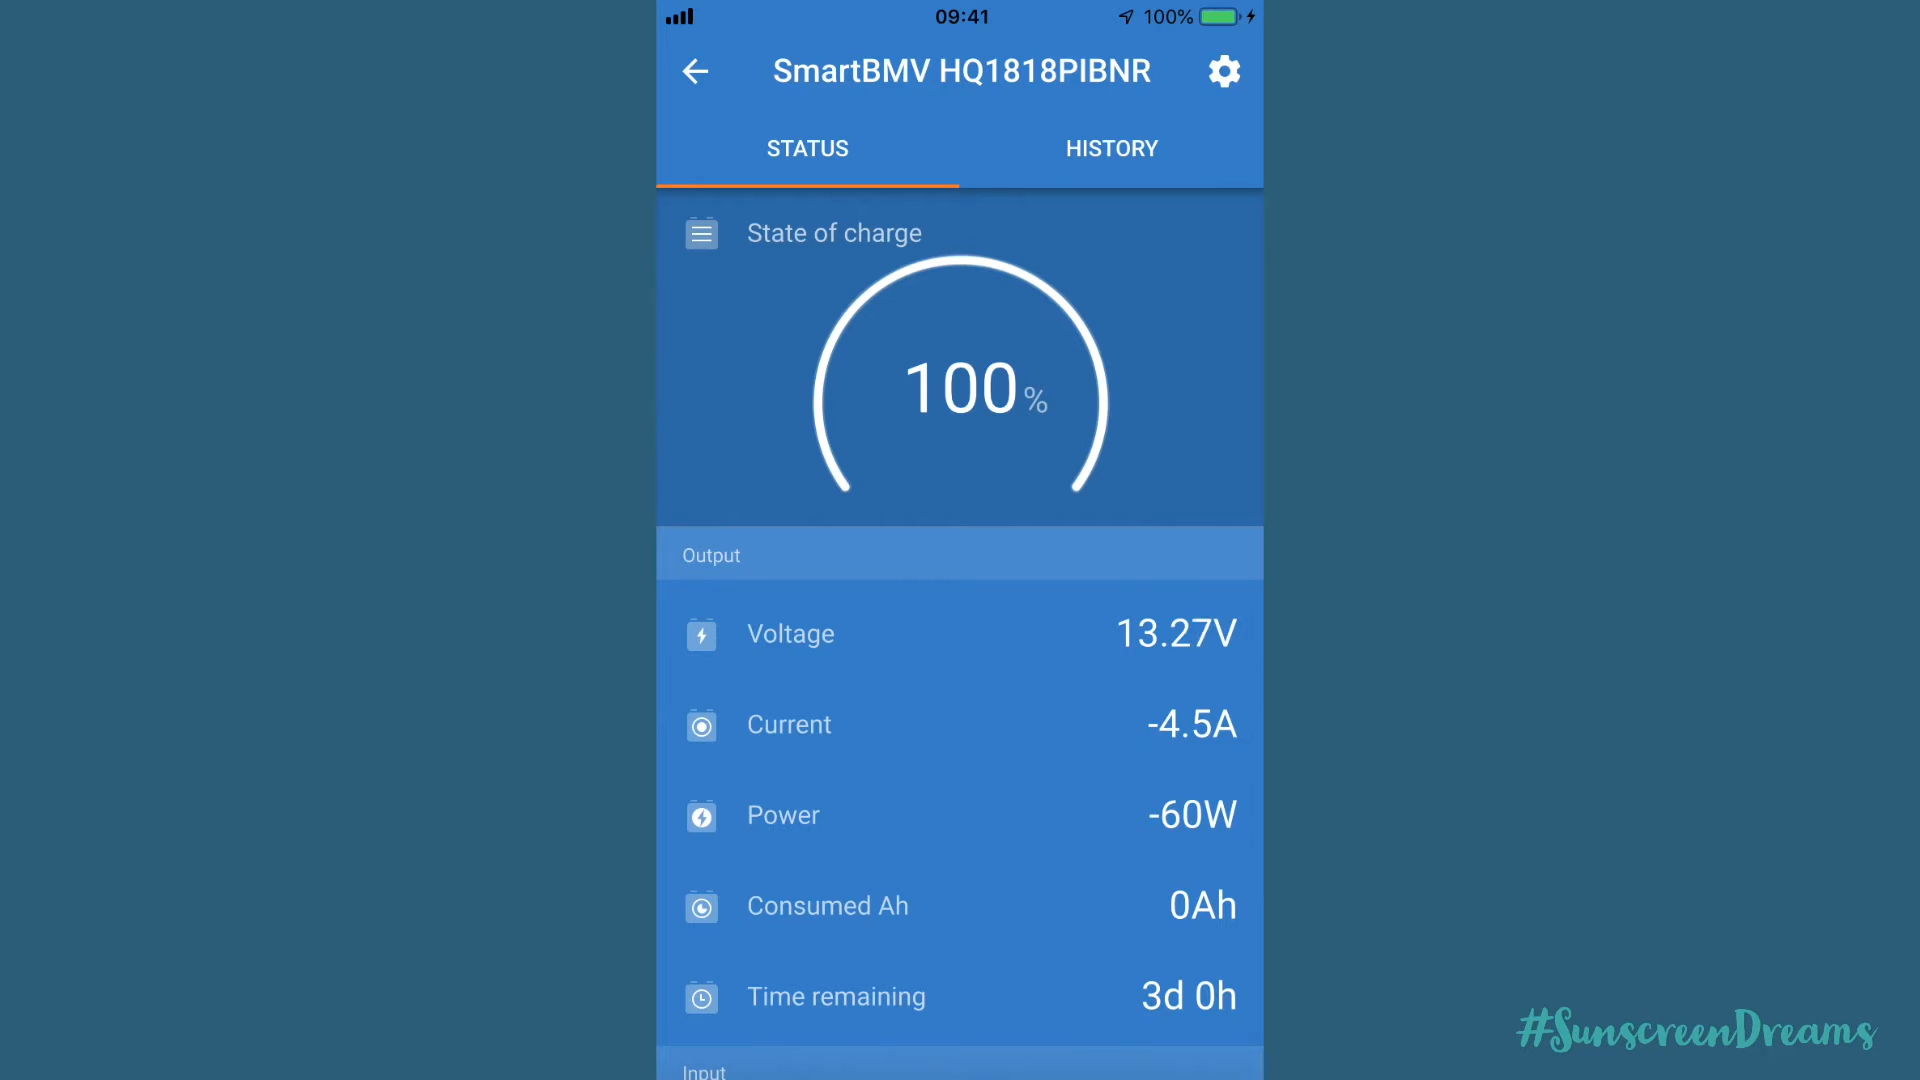 09:41
100%
SmartBMV HQ1818PIBNR
STATUS
HISTORY
State of charge
100%
Output
Voltage 13.27V
Current -4.5A
Power -60W
Consumed Ah 0Ah
Time remaining 3d 0h
Input
#SunscreenDreams